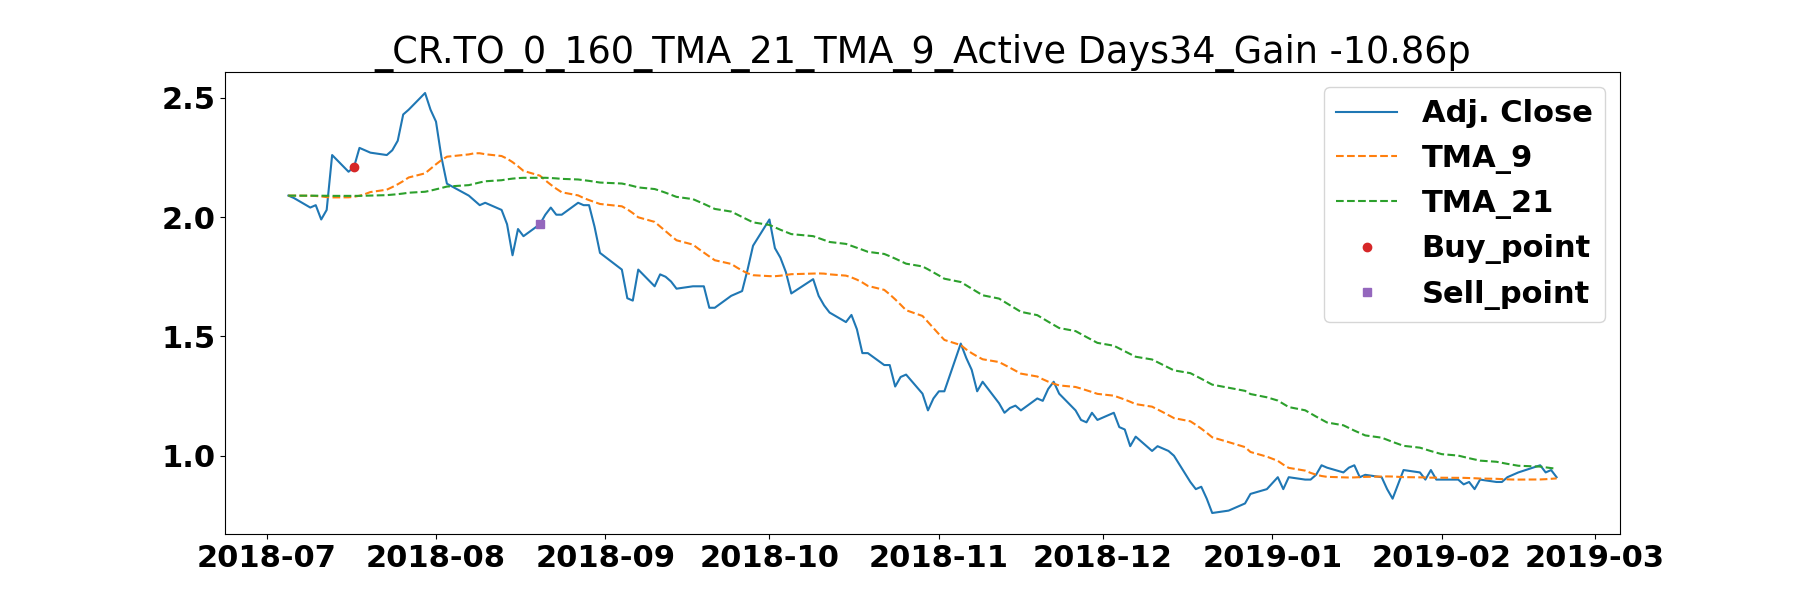 _CR.TO_0_160_TMA_21_TMA_9_Active Days34_Gain -10.86p
2.5
2.0
1.5
1.0
Adj. Close
TMA_9
TMA_21
Buy_point
Sell_point
2018-07 2018-08 2018-09 2018-10 2018-11 2018-12 2019-01 2019-02 2019-03